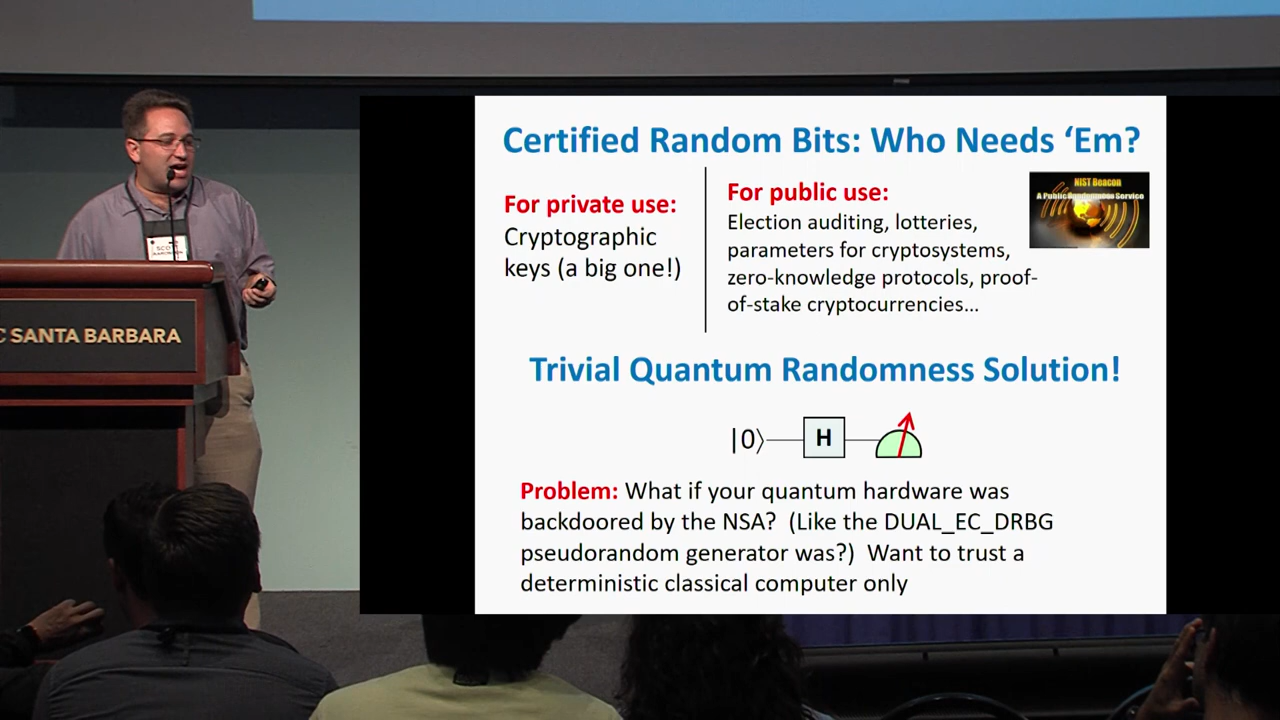 Certified Random Bits: Who Needs ‘Em?
For private use:
Cryptographic
keys (a big one!)
For public use:
Election auditing, lotteries,
parameters for cryptosystems,
zero-knowledge protocols, proof-
of-stake cryptocurrencies…
NIST Beacon
A Public Randomness Service
Trivial Quantum Randomness Solution!
|0⟩ H
Problem: What if your quantum hardware was
backdoored by the NSA? (Like the DUAL_EC_DRBG
pseudorandom generator was?) Want to trust a
deterministic classical computer only
C SANTA BARBARA